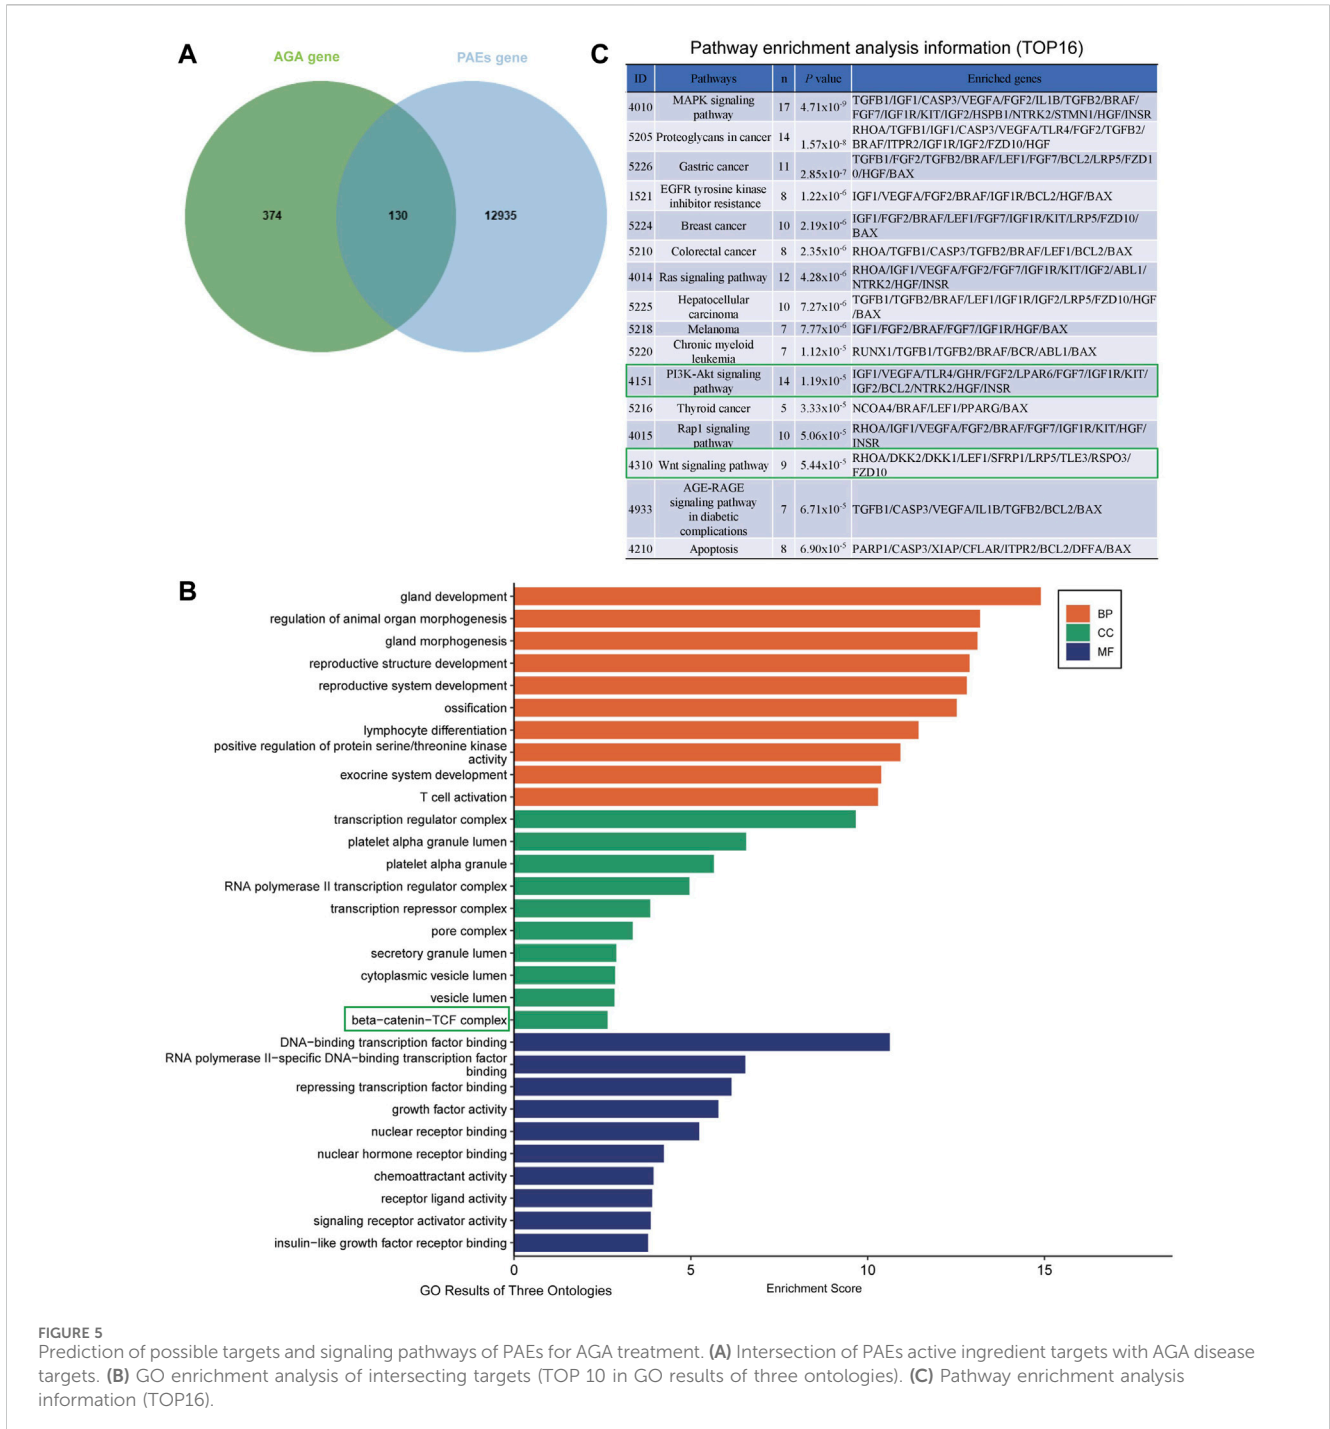 A
AGA gene
PAEs gene
374
130
12935
C
Pathway enrichment analysis information (TOP16)
ID Pathways n P value Enriched genes
4010 MAPK signaling pathway 17 4.71x10-9 TGFB1/IGF1/CASP3/VEGFA/FGF2/IL1B/TGFB2/BRAF/
FGF7/IGF1R/KIT/IGF2/HSPB1/NTRK2/STMN1/HGF/INSR
5205 Proteoglycans in cancer 14 1.57x10-8 RHOA/TGFB1/IGF1/CASP3/VEGFA/TLR4/FGF2/TGFB2/
BRAF/ITPR2/IGF1R/IGF2/FZD10/HGF
5226 Gastric cancer 11 2.85x10-7 TGFB1/FGF2/TGFB2/BRAF/LEF1/FGF7/BCL2/LRP5/FZD1
0/HGF/BAX
1521 EGFR tyrosine kinase inhibitor resistance 8 1.22x10-6 IGF1/VEGFA/FGF2/BRAF/IGF1R/BCL2/HGF/BAX
5224 Breast cancer 10 2.19x10-6 IGF1/FGF2/BRAF/LEF1/FGF7/IGF1R/KIT/LRP5/FZD10/
BAX
5210 Colorectal cancer 8 2.35x10-6 RHOA/TGFB1/CASP3/TGFB2/BRAF/LEF1/BCL2/BAX
4014 Ras signaling pathway 12 4.28x10-6 RHOA/IGF1/VEGFA/FGF2/FGF7/IGF1R/KIT/IGF2/ABL1/
NTRK2/HGF/INSR
5225 Hepatocellular carcinoma 10 7.27x10-6 TGFB1/TGFB2/BRAF/LEF1/IGF1R/IGF2/LRP5/FZD10/HGF
/BAX
5218 Melanoma 7 7.77x10-6 IGF1/FGF2/BRAF/FGF7/IGF1R/HGF/BAX
5220 Chronic myeloid leukemia 7 1.12x10-5 RUNX1/TGFB1/TGFB2/BRAF/BCR/ABL1/BAX
4151 PI3K-Akt signaling pathway 14 1.19x10-5 IGF1/VEGFA/TLR4/GHR/FGF2/LPAR6/FGF7/IGF1R/KIT/
IGF2/BCL2/NTRK2/HGF/INSR
5216 Thyroid cancer 5 3.33x10-5 NCOA4/BRAF/LEF1/PPARG/BAX
4015 Rap1 signaling pathway 10 5.06x10-5 RHOA/IGF1/VEGFA/FGF2/BRAF/FGF7/IGF1R/KIT/HGF/
INSR
4310 Wnt signaling pathway 9 5.44x10-5 RHOA/DKK2/DKK1/LEF1/SFRP1/LRP5/TLE3/RSPO3/
FZD10
4933 AGE-RAGE signaling pathway in diabetic complications 7 6.71x10-5 TGFB1/CASP3/VEGFA/IL1B/TGFB2/BCL2/BAX
4210 Apoptosis 8 6.90x10-5 PARP1/CASP3/XIAP/CFLAR/ITPR2/BCL2/DFFA/BAX
B
gland development
regulation of animal organ morphogenesis
gland morphogenesis
reproductive structure development
reproductive system development
ossification
lymphocyte differentiation
positive regulation of protein serine/threonine kinase
activity
exocrine system development
T cell activation
transcription regulator complex
platelet alpha granule lumen
platelet alpha granule
RNA polymerase II transcription regulator complex
transcription repressor complex
pore complex
secretory granule lumen
cytoplasmic vesicle lumen
vesicle lumen
beta−catenin−TCF complex
DNA−binding transcription factor binding
RNA polymerase II−specific DNA−binding transcription factor
binding
repressing transcription factor binding
growth factor activity
nuclear receptor binding
nuclear hormone receptor binding
chemoattractant activity
receptor ligand activity
signaling receptor activator activity
insulin−like growth factor receptor binding
BP
CC
MF
0 5 10 15
GO Results of Three Ontologies
Enrichment Score
FIGURE 5
Prediction of possible targets and signaling pathways of PAEs for AGA treatment. (A) Intersection of PAEs active ingredient targets with AGA disease
targets. (B) GO enrichment analysis of intersecting targets (TOP 10 in GO results of three ontologies). (C) Pathway enrichment analysis
information (TOP16).